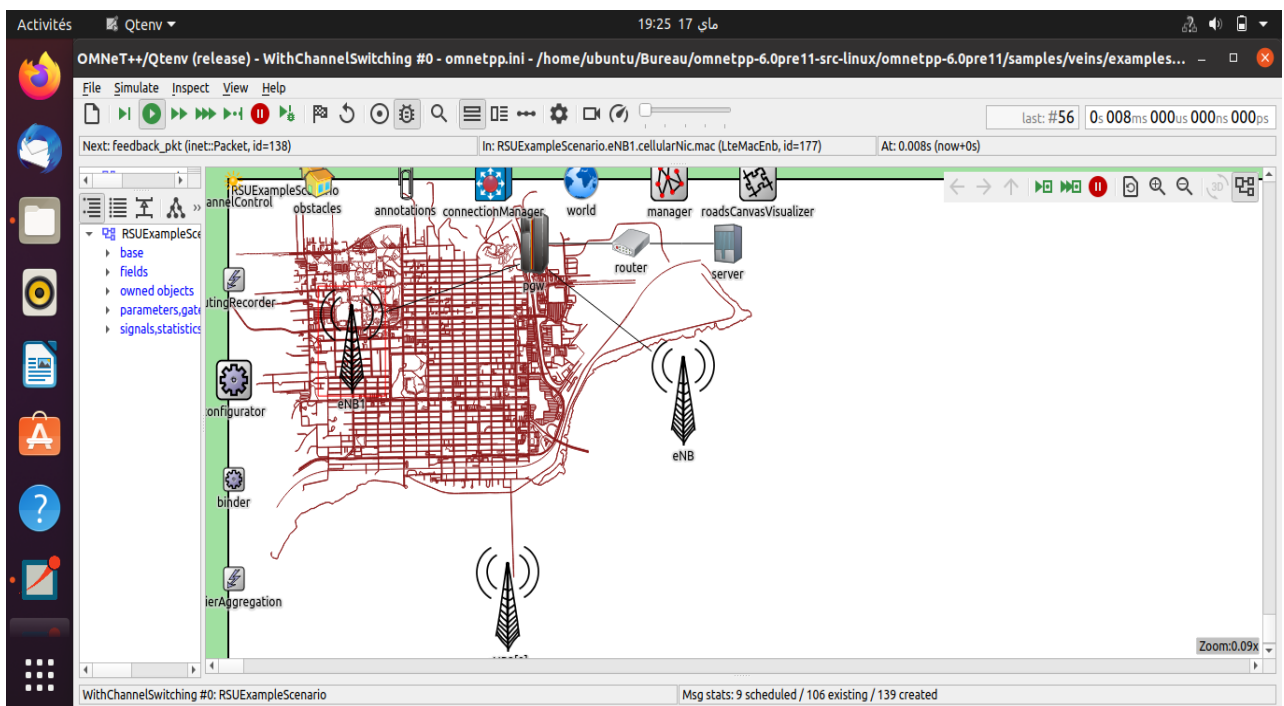 Activités
Qtenv
19:25 17 ماي
OMNeT++/Qtenv (release) - WithChannelSwitching #0 - omnetpp.ini - /home/ubuntu/Bureau/omnetpp-6.0pre11-src-linux/omnetpp-6.0pre11/samples/veins/examples...
File Simulate Inspect View Help
last: #56 0s 008ms 000us 000ns 000ps
Next: feedback_pkt (inet::Packet, id=138) In: RSUExampleScenario.eNB1.cellularNic.mac (LteMacEnb, id=177) At: 0.008s (now+0s)
RSUExampleSce
base
fields
owned objects
parameters,gate
signals,statistics
RSUExampleScenario
annelControl
obstacles
annotations
connectionManager
world
manager
roadsCanvasVisualizer
3D
pgw
router
server
utingRecorder
eNB1
onfigurator
eNB
binder
ierAggregation
Zoom:0.09x
WithChannelSwitching #0: RSUExampleScenario
Msg stats: 9 scheduled / 106 existing / 139 created